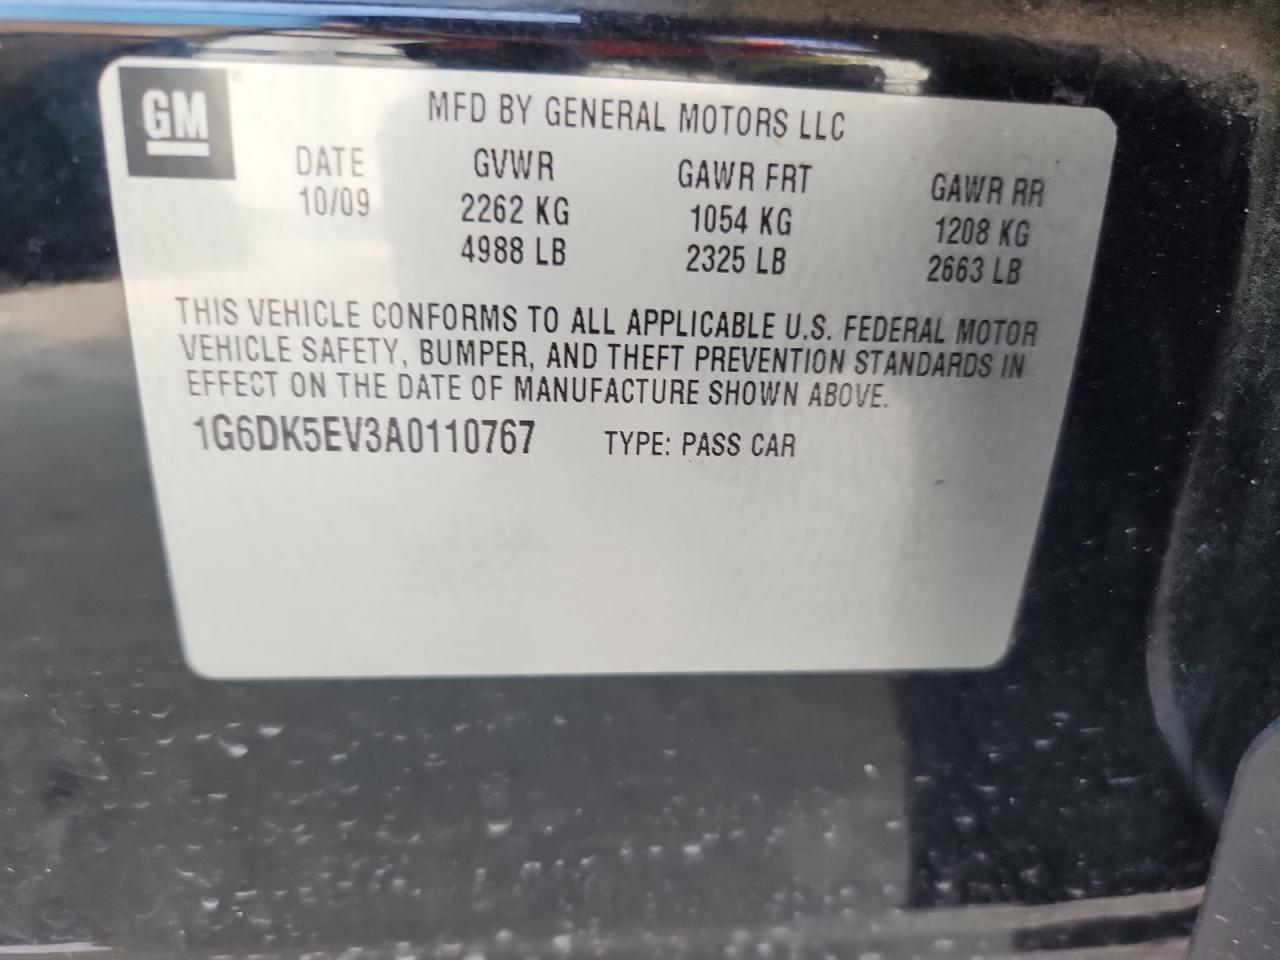 GM
MFD BY GENERAL MOTORS LLC
DATE GVWR GAWR FRT GAWR RR
10/09 2262 KG 1054 KG 1208 KG
4988 LB 2325 LB 2663 LB
THIS VEHICLE CONFORMS TO ALL APPLICABLE U.S. FEDERAL MOTOR
VEHICLE SAFETY, BUMPER, AND THEFT PREVENTION STANDARDS IN
EFFECT ON THE DATE OF MANUFACTURE SHOWN ABOVE.
1G6DK5EV3A0110767 TYPE: PASS CAR